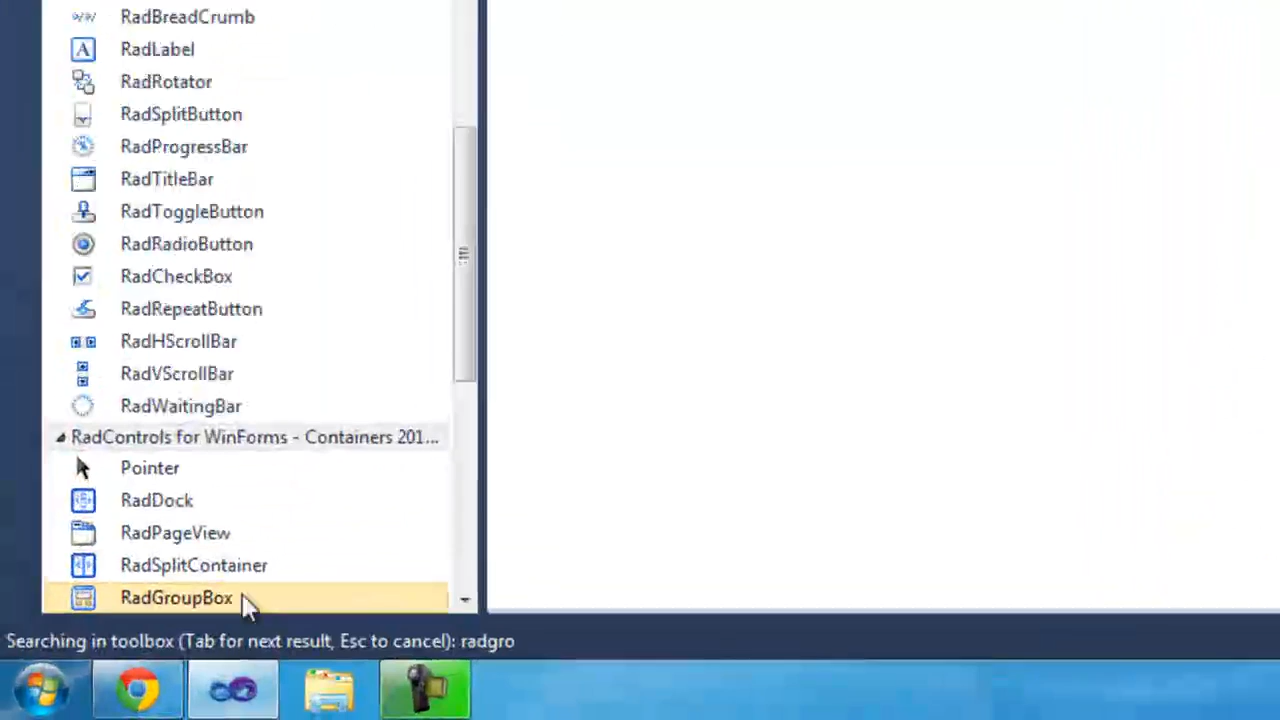 RadBreadCrumb
RadLabel
RadRotator
RadSplitButton
RadProgressBar
RadTitleBar
RadToggleButton
RadRadioButton
RadCheckBox
RadRepeatButton
RadHScrollBar
RadVScrollBar
RadWaitingBar
RadControls for WinForms - Containers 201...
Pointer
RadDock
RadPageView
RadSplitContainer
RadGroupBox
Searching in toolbox (Tab for next result, Esc to cancel): radgro